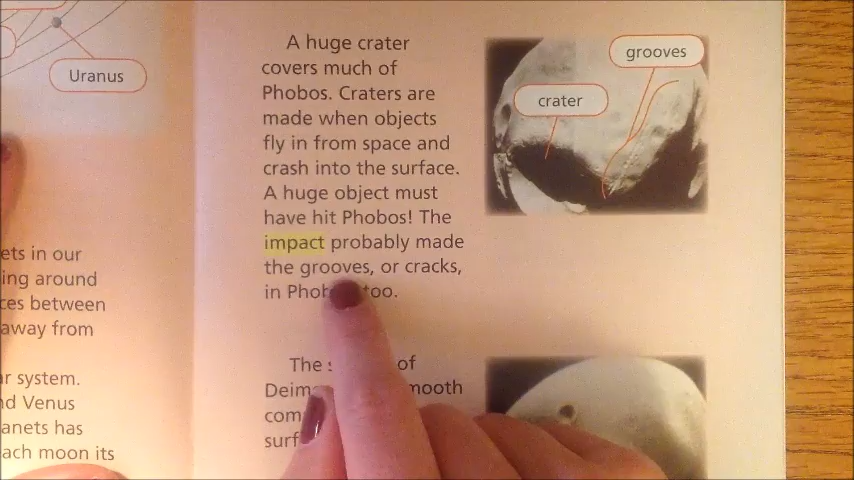 Uranus
ets in our
ing around
ces between
away from
r system.
d Venus
anets has
ach moon its
A huge crater
covers much of
Phobos. Craters are
made when objects
fly in from space and
crash into the surface.
A huge object must
have hit Phobos! The
impact probably made
the grooves, or cracks,
in Phob too.
The of
Deim mooth
com
surf
grooves
crater